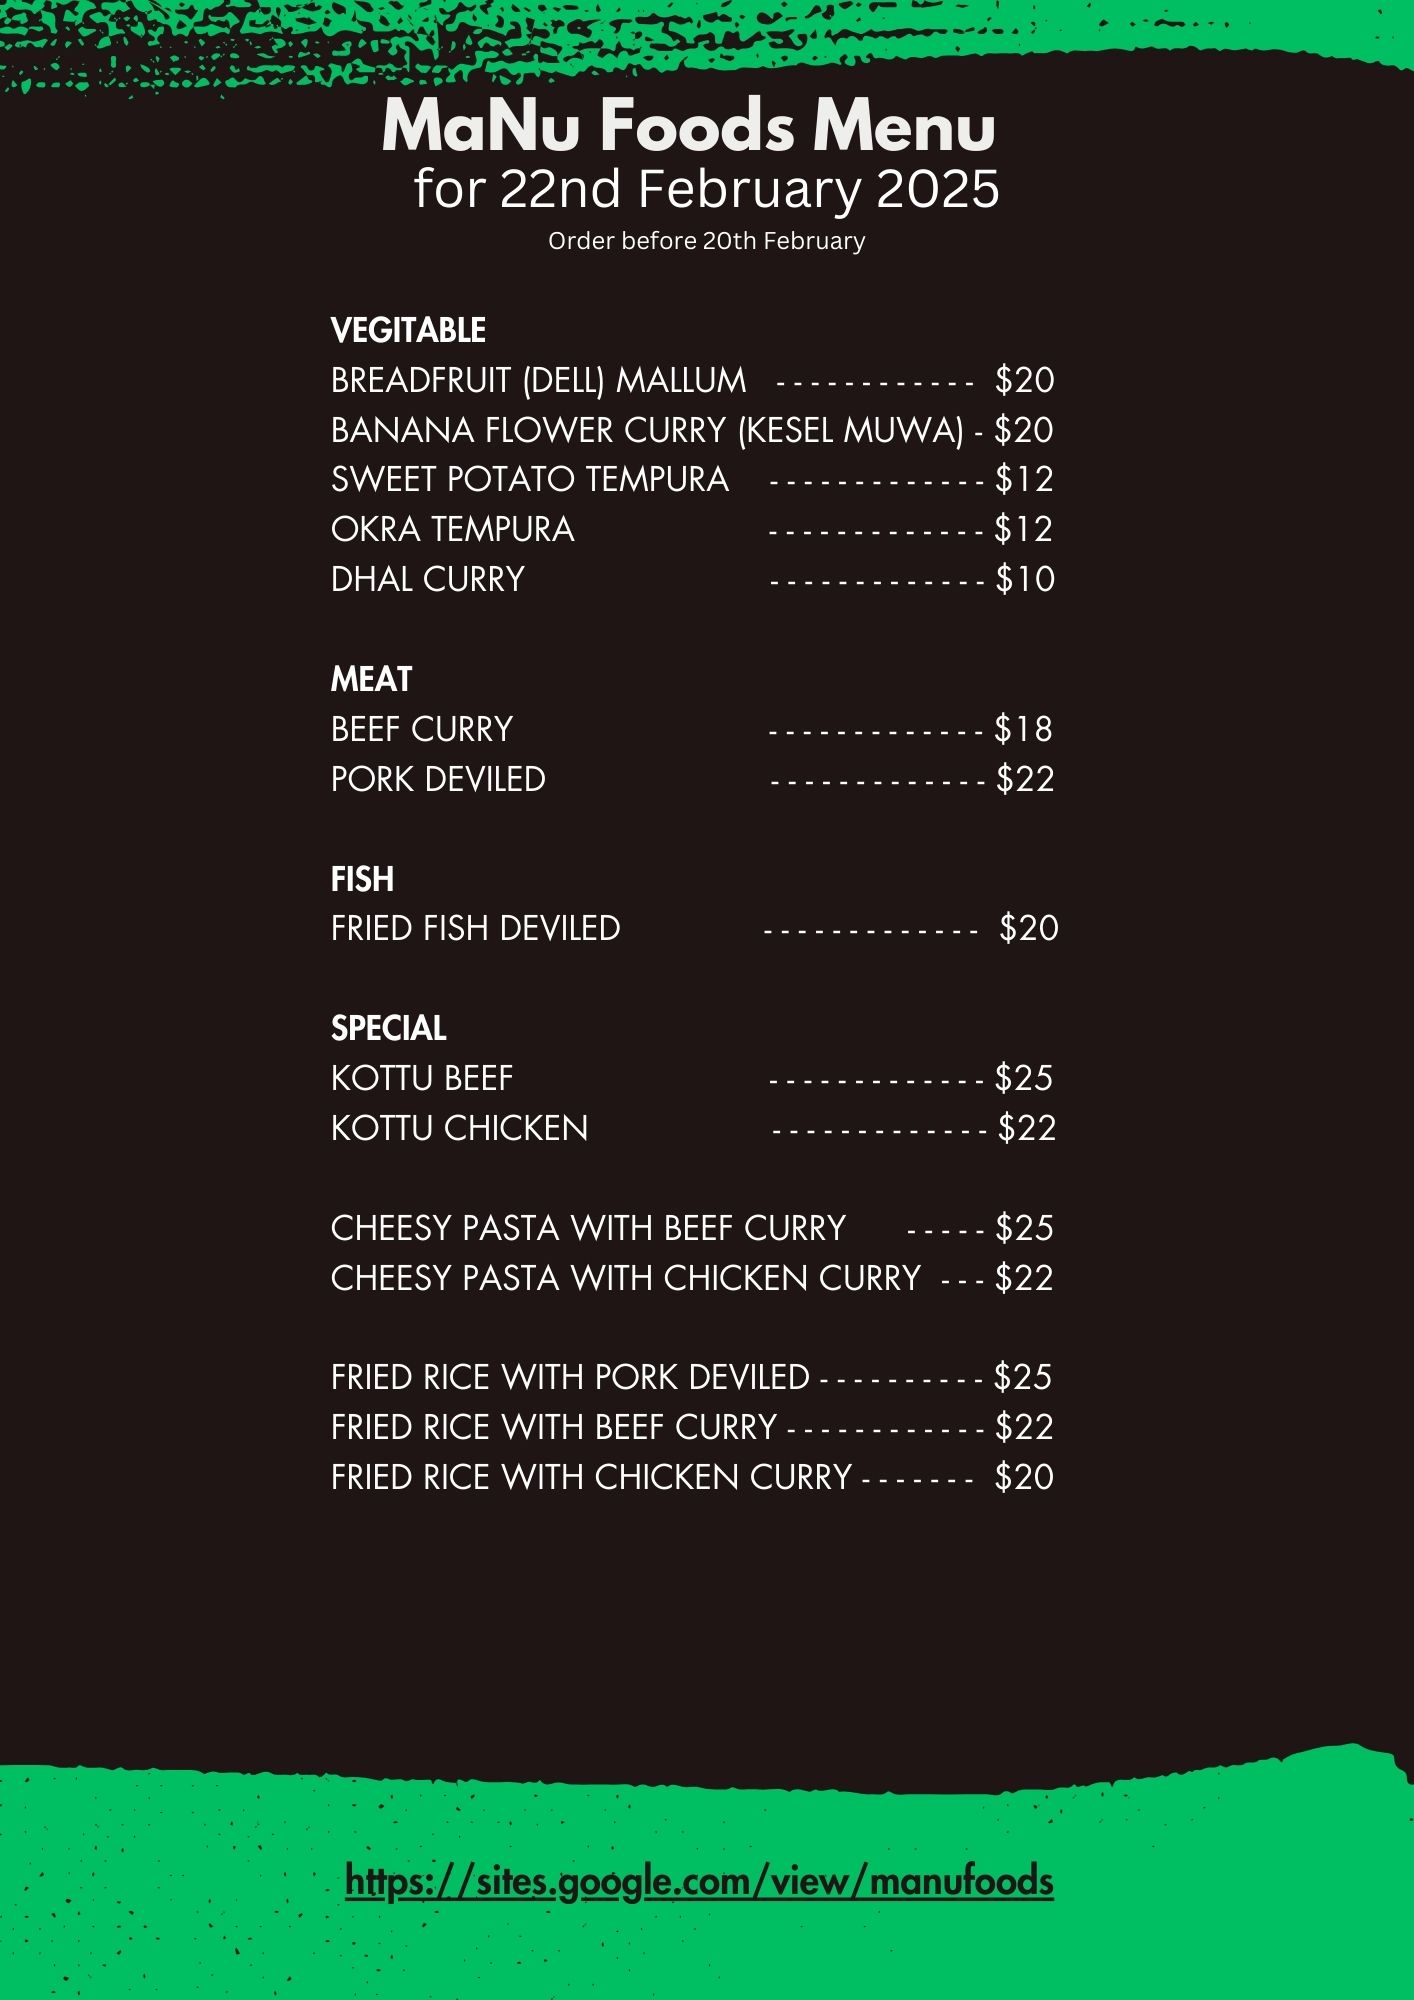 MaNu Foods Menu
for 22nd February 2025
Order before 20th February
VEGITABLE
BREADFRUIT (DELL) MALLUM - - - - - - - - - - - - $20
BANANA FLOWER CURRY (KESEL MUWA) - $20
SWEET POTATO TEMPURA - - - - - - - - - - - - - $12
OKRA TEMPURA - - - - - - - - - - - - - $12
DHAL CURRY - - - - - - - - - - - - - $10
MEAT
BEEF CURRY - - - - - - - - - - - - - $18
PORK DEVILED - - - - - - - - - - - - - $22
FISH
FRIED FISH DEVILED - - - - - - - - - - - - - $20
SPECIAL
KOTTU BEEF - - - - - - - - - - - - - $25
KOTTU CHICKEN - - - - - - - - - - - - - $22
CHEESY PASTA WITH BEEF CURRY - - - - - $25
CHEESY PASTA WITH CHICKEN CURRY - - - $22
FRIED RICE WITH PORK DEVILED - - - - - - - - - - $25
FRIED RICE WITH BEEF CURRY - - - - - - - - - - - - $22
FRIED RICE WITH CHICKEN CURRY - - - - - - - $20
https://sites.google.com/view/manufoods